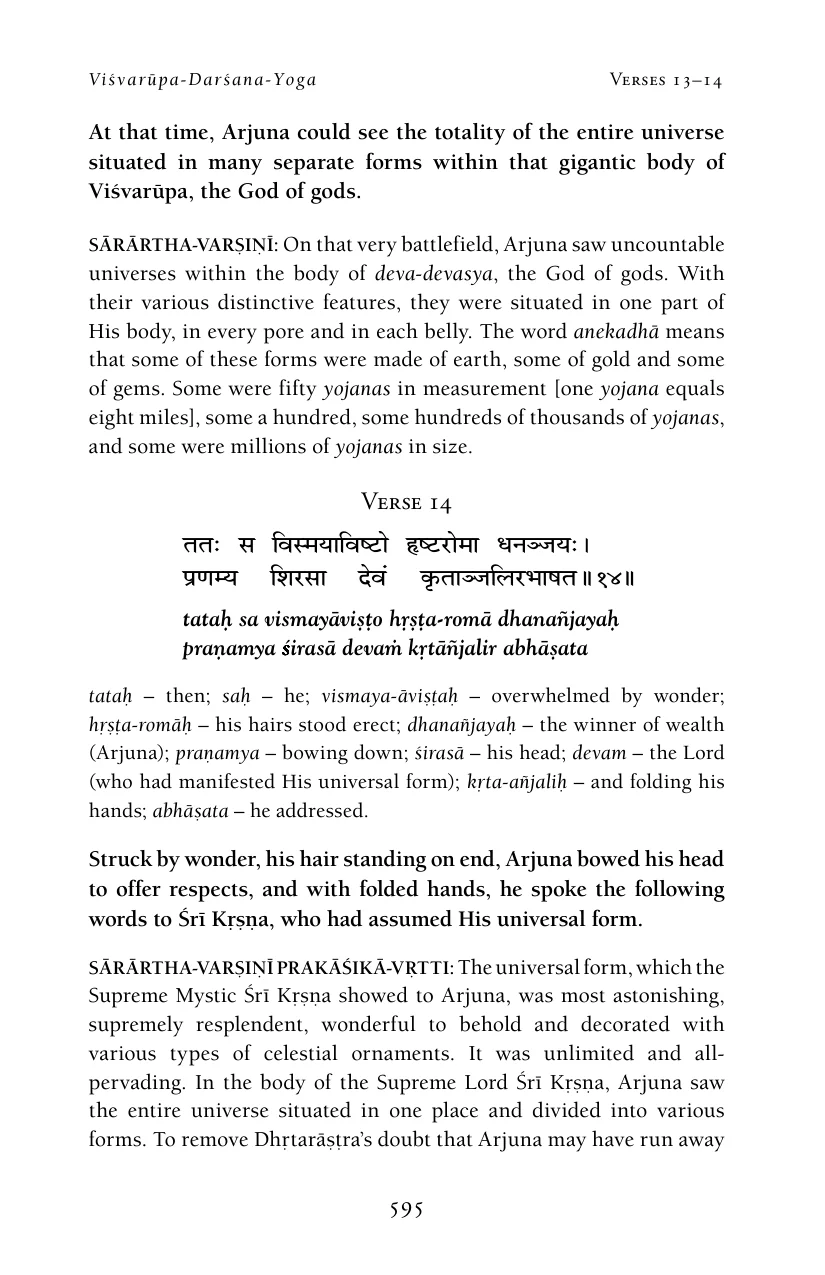 Viśvarūpa-Darśana-Yoga Verses 13–14
At that time, Arjuna could see the totality of the entire universe
situated in many separate forms within that gigantic body of
Viśvarūpa, the God of gods.
SĀRĀRTHA-VARṢIṆĪ: On that very battlefield, Arjuna saw uncountable
universes within the body of deva-devasya, the God of gods. With
their various distinctive features, they were situated in one part of
His body, in every pore and in each belly. The word anekadhā means
that some of these forms were made of earth, some of gold and some
of gems. Some were fifty yojanas in measurement [one yojana equals
eight miles], some a hundred, some hundreds of thousands of yojanas,
and some were millions of yojanas in size.
Verse 14
ततः स विस्मयाविष्टो हृष्टरोमा धनञ्जयः।
प्रणम्य शिरसा देवं कृताञ्जलिरभाषत॥१४॥
tataḥ sa vismayāviṣṭo hṛṣṭa-romā dhanañjayaḥ
praṇamya śirasā devaṁ kṛtāñjalir abhāṣata
tataḥ – then; saḥ – he; vismaya-āviṣṭaḥ – overwhelmed by wonder;
hṛṣṭa-romāḥ – his hairs stood erect; dhanañjayaḥ – the winner of wealth
(Arjuna); praṇamya – bowing down; śirasā – his head; devam – the Lord
(who had manifested His universal form); kṛta-añjaliḥ – and folding his
hands; abhāṣata – he addressed.
Struck by wonder, his hair standing on end, Arjuna bowed his head
to offer respects, and with folded hands, he spoke the following
words to Śrī Kṛṣṇa, who had assumed His universal form.
SĀRĀRTHA-VARṢIṆĪ PRAKĀŚIKĀ-VṚTTI: The universal form, which the
Supreme Mystic Śrī Kṛṣṇa showed to Arjuna, was most astonishing,
supremely resplendent, wonderful to behold and decorated with
various types of celestial ornaments. It was unlimited and all-
pervading. In the body of the Supreme Lord Śrī Kṛṣṇa, Arjuna saw
the entire universe situated in one place and divided into various
forms. To remove Dhṛtarāṣṭra’s doubt that Arjuna may have run away
595